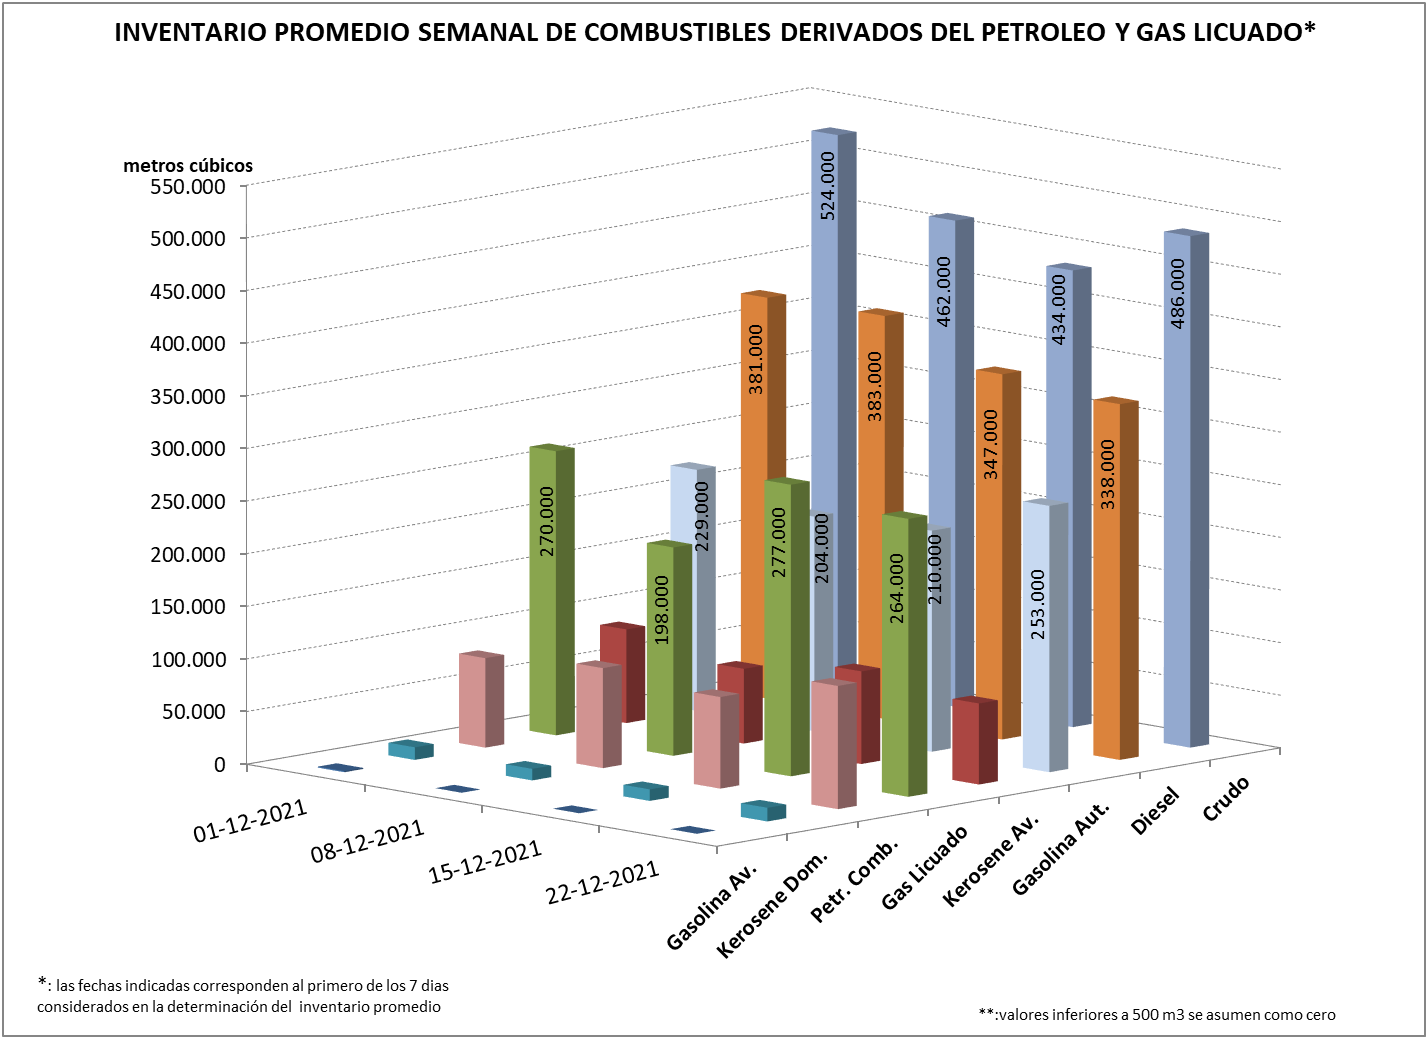 INVENTARIO PROMEDIO SEMANAL DE COMBUSTIBLES DERIVADOS DEL PETROLEO Y GAS LICUADO*
metros cúbicos
550.000
500.000
450.000
400.000
350.000
300.000
250.000
200.000
150.000
100.000
50.000
0
524.000
462.000
434.000
486.000
381.000
383.000
347.000
338.000
229.000
204.000
210.000
253.000
270.000
198.000
277.000
264.000
01-12-2021
08-12-2021
15-12-2021
22-12-2021
Gasolina Av.
Kerosene Dom.
Petr. Comb.
Gas Licuado
Kerosene Av.
Gasolina Aut.
Diesel
Crudo
*: las fechas indicadas corresponden al primero de los 7 dias
considerados en la determinación del inventario promedio
**:valores inferiores a 500 m3 se asumen como cero